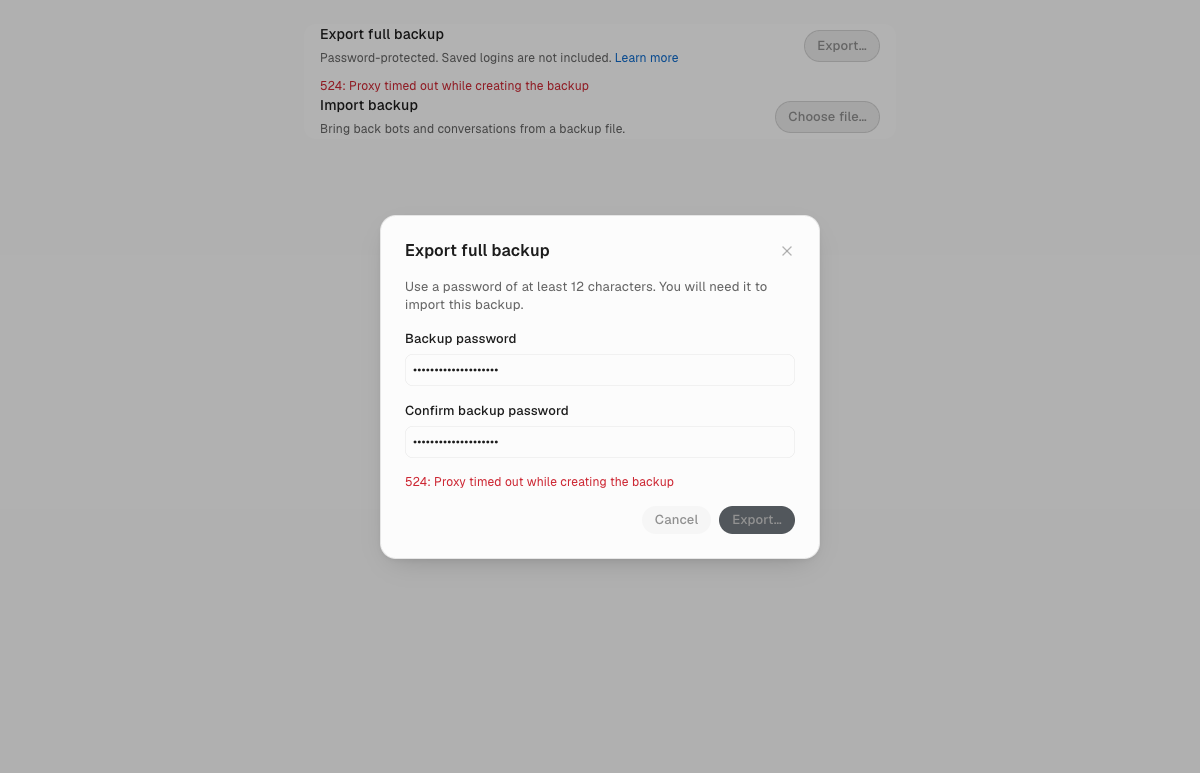 Export full backup
Password-protected. Saved logins are not included. Learn more
Export…
524: Proxy timed out while creating the backup
Import backup
Bring back bots and conversations from a backup file.
Choose file…
Export full backup
Use a password of at least 12 characters. You will need it to
import this backup.
Backup password
••••••••••••••••••••
Confirm backup password
••••••••••••••••••••
524: Proxy timed out while creating the backup
Cancel
Export…